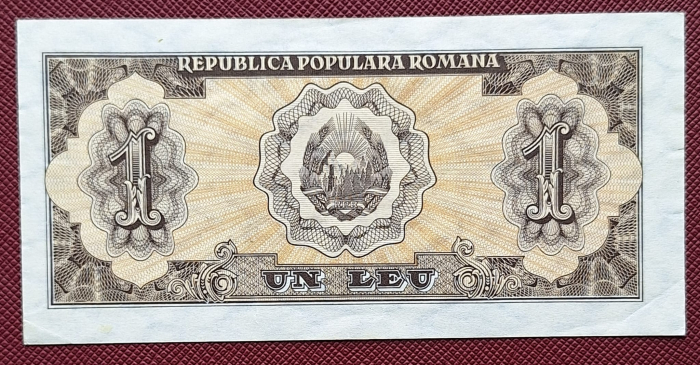 REPUBLICA POPULARA ROMANA
1 1
UN LEU